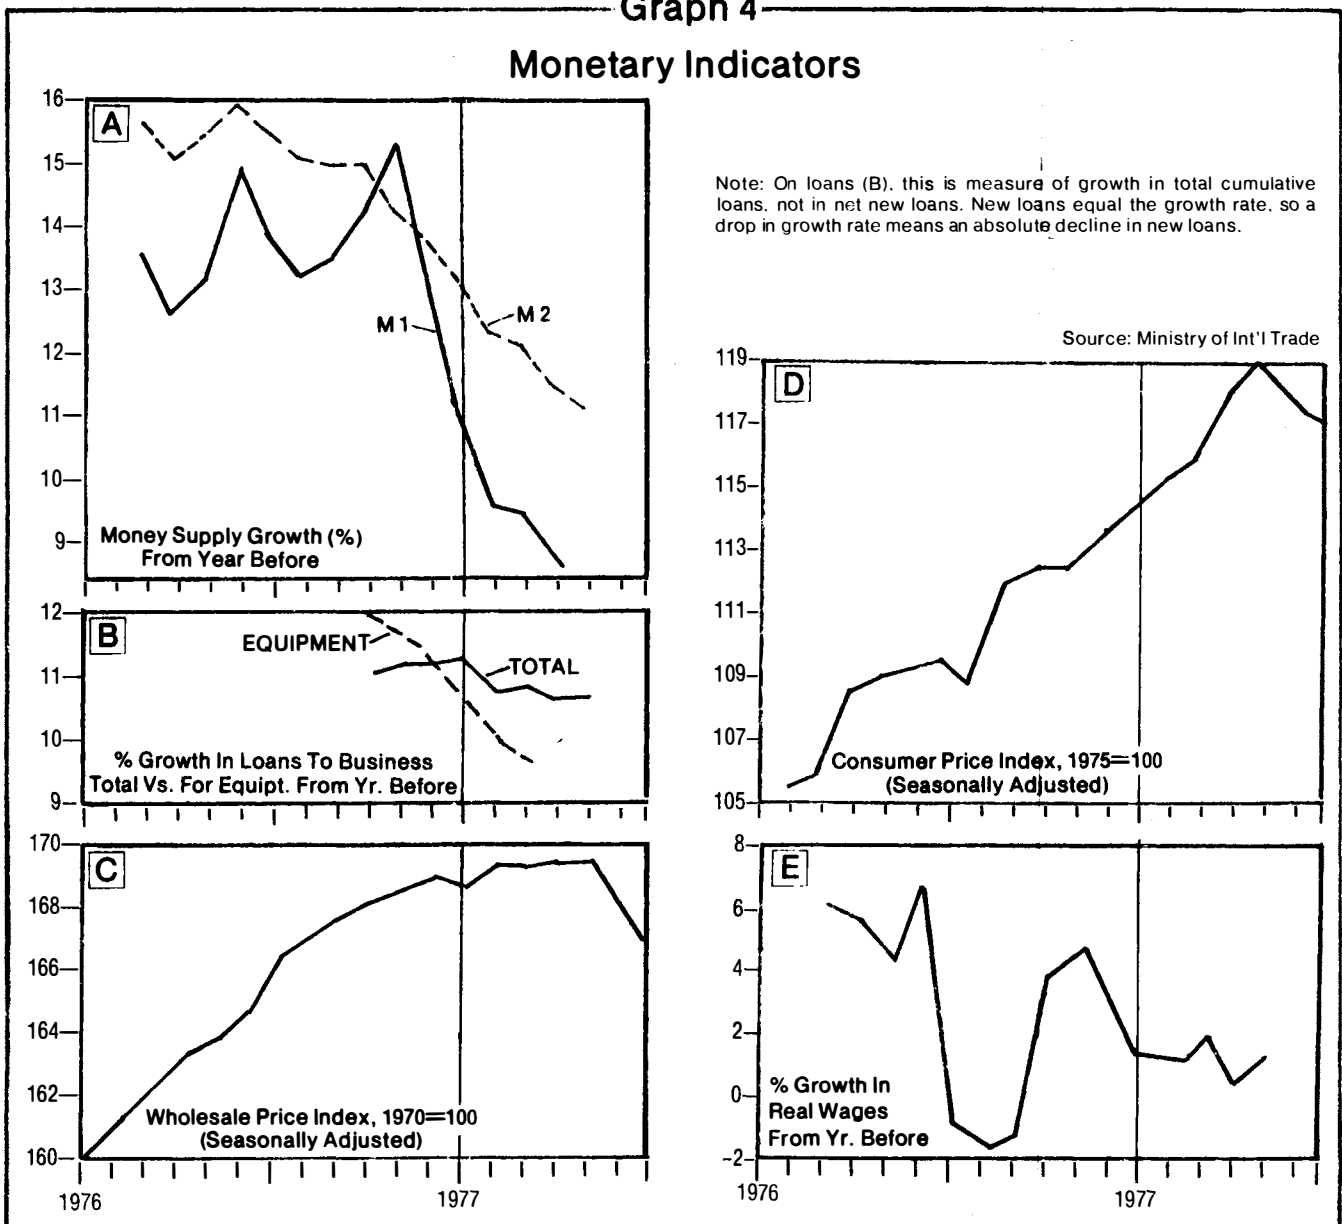 Graph 4
Monetary Indicators
A
16
15
14
13
12
11
10
9
M1
M2
Money Supply Growth (%)
From Year Before
Note: On loans (B), this is measure of growth in total cumulative
loans, not in net new loans. New loans equal the growth rate, so a
drop in growth rate means an absolute decline in new loans.
Source: Ministry of Int'l Trade
B
12
11
10
9
EQUIPMENT
TOTAL
% Growth In Loans To Business
Total Vs. For Equipt. From Yr. Before
C
170
168
166
164
162
160
Wholesale Price Index, 1970=100
(Seasonally Adjusted)
1976
1977
D
119
117
115
113
111
109
107
105
Consumer Price Index, 1975=100
(Seasonally Adjusted)
E
8
6
4
2
0
-2
% Growth In
Real Wages
From Yr. Before
1976
1977